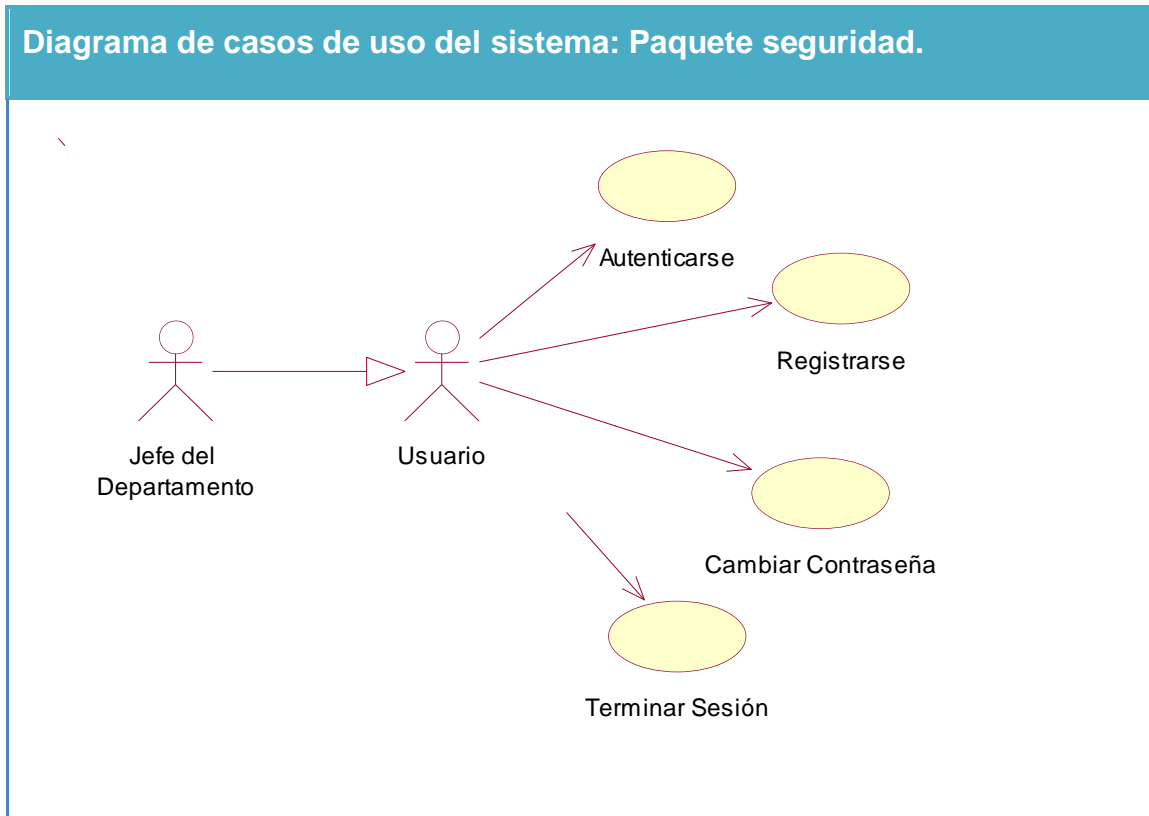 Diagrama de casos de uso del sistema: Paquete seguridad.
Autenticarse
Registrarse
Jefe del
Departamento
Usuario
Cambiar Contraseña
Terminar Sesión